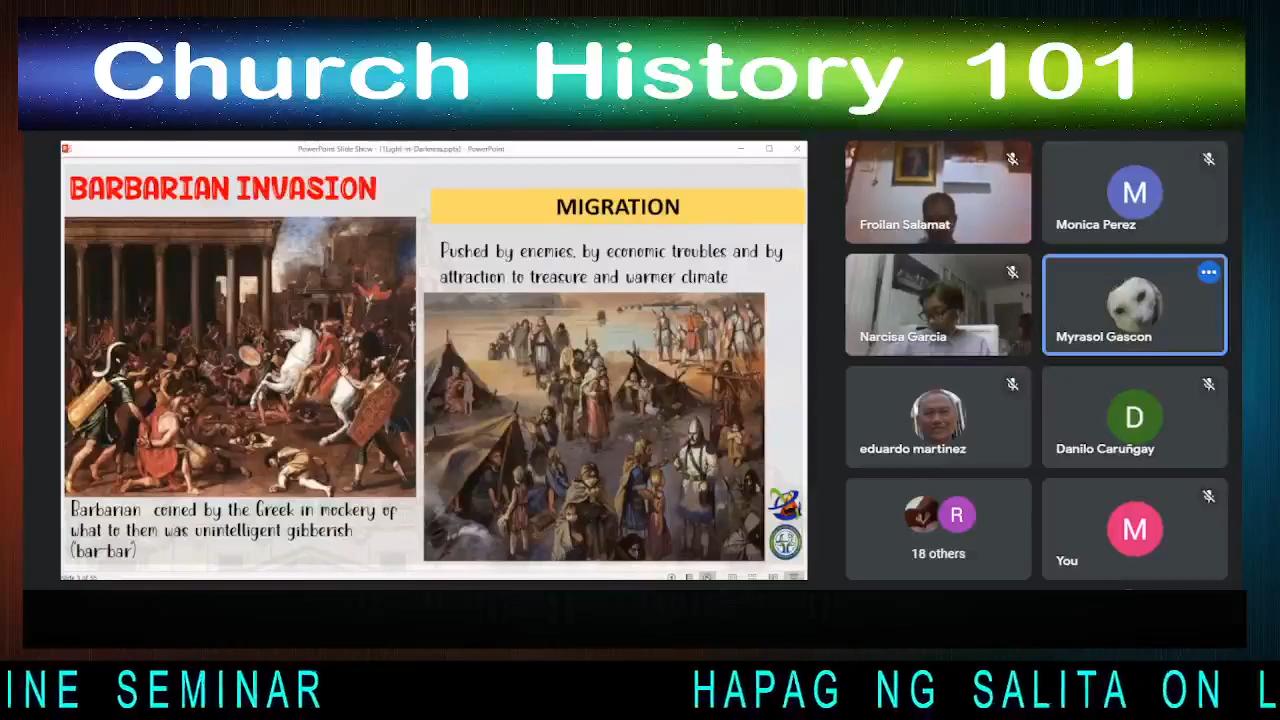 Church History 101
PowerPoint Slide Show - [1Light-n-Darkness.pptx] - PowerPoint
BARBARIAN INVASION
MIGRATION
Pushed by enemies, by economic troubles and by
attraction to treasure and warmer climate
Barbarian coined by the Greek in mockery of
what to them was unintelligent gibberish
("bar-bar")
Froilan Salamat
M
Monica Perez
Narcisa Garcia
Myrasol Gascon
eduardo martinez
D
Danilo Caruñgay
R
18 others
M
You
INE SEMINAR
HAPAG NG SALITA ON L